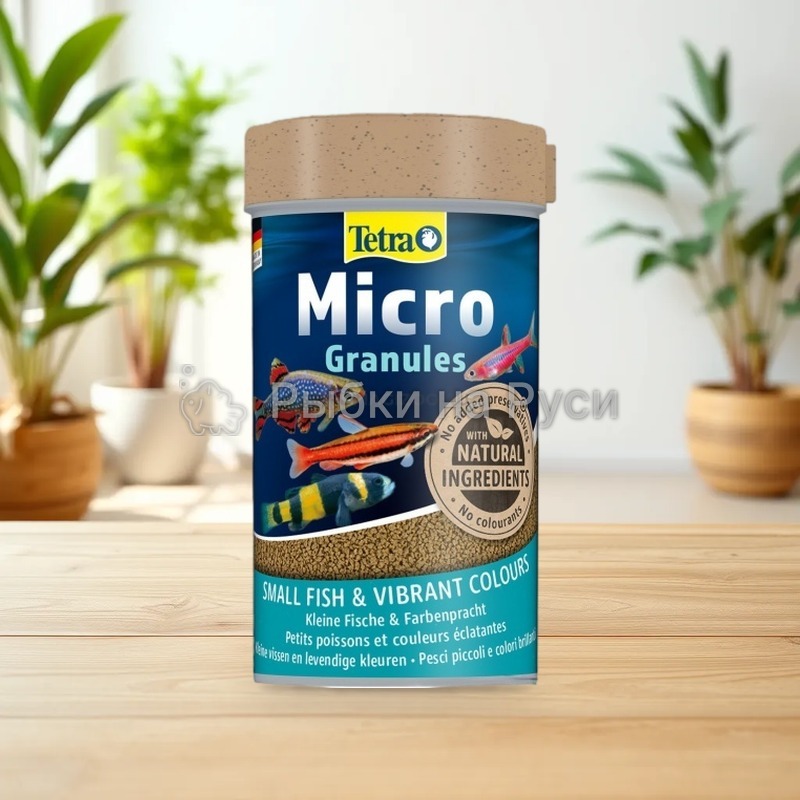 Tetra
Micro
Granules
Рыбки на Руси
No added preservatives
WITH
NATURAL
INGREDIENTS
No colourants
SMALL FISH & VIBRANT COLOURS
Kleine Fische & Farbenpracht
Petits poissons et couleurs éclatantes
Kleine vissen en levendige kleuren • Pesci piccoli e colori brillanti